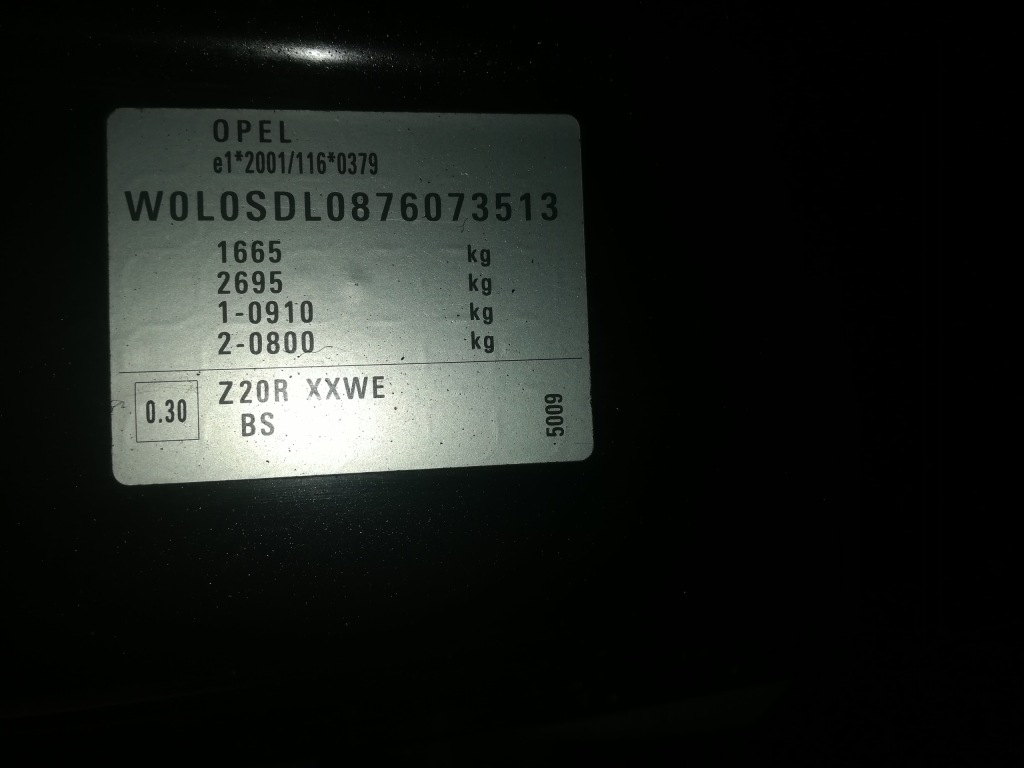 OPEL
e1*2001/116*0379
W0L0SDL0876073513
1665 kg
2695 kg
1-0910 kg
2-0800 kg
0.30 Z20R XXWE
BS
5009